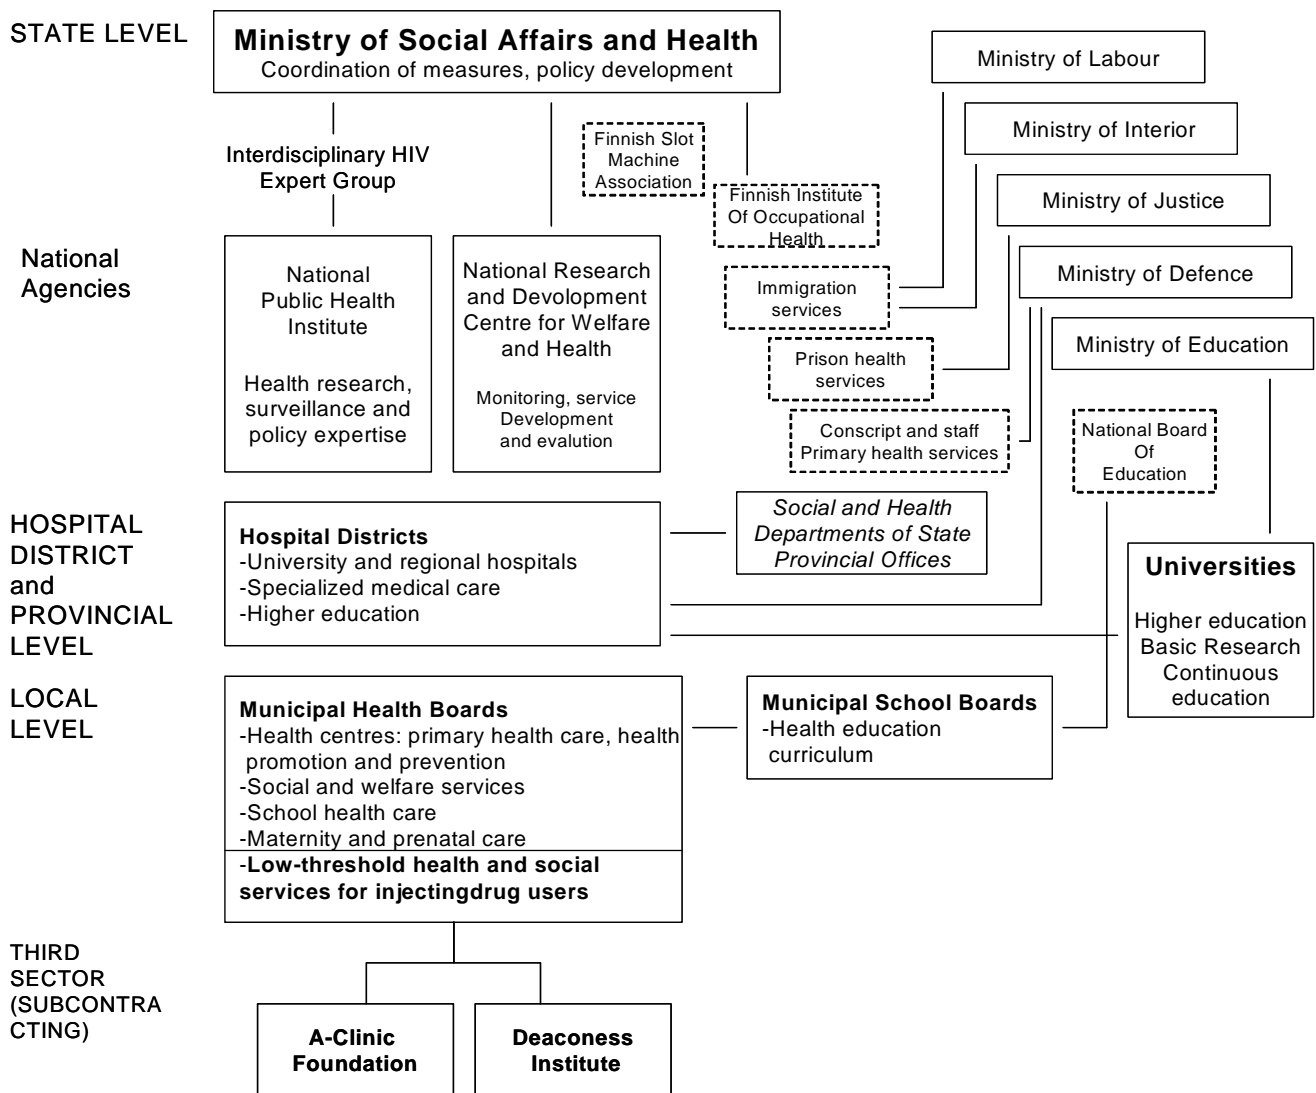 STATE LEVEL
Ministry of Social Affairs and Health
Coordination of measures, policy development
Ministry of Labour
Ministry of Interior
Ministry of Justice
Ministry of Defence
Ministry of Education
Interdisciplinary HIV
Expert Group
Finnish Slot
Machine
Association
Finnish Institute
Of Occupational
Health
National
Agencies
National
Public Health
Institute
Health research,
surveillance and
policy expertise
National Research
and Devolopment
Centre for Welfare
and Health
Monitoring, service
Development
and evalution
Immigration
services
Prison health
services
Conscript and staff
Primary health services
National Board
Of
Education
HOSPITAL
DISTRICT
and
PROVINCIAL
LEVEL
Hospital Districts
-University and regional hospitals
-Specialized medical care
-Higher education
Social and Health
Departments of State
Provincial Offices
Universities
Higher education
Basic Research
Continuous
education
LOCAL
LEVEL
Municipal Health Boards
-Health centres: primary health care, health
promotion and prevention
-Social and welfare services
-School health care
-Maternity and prenatal care
-Low-threshold health and social
services for injectingdrug users
Municipal School Boards
-Health education
curriculum
THIRD
SECTOR
(SUBCONTRA
CTING)
A-Clinic
Foundation
Deaconess
Institute